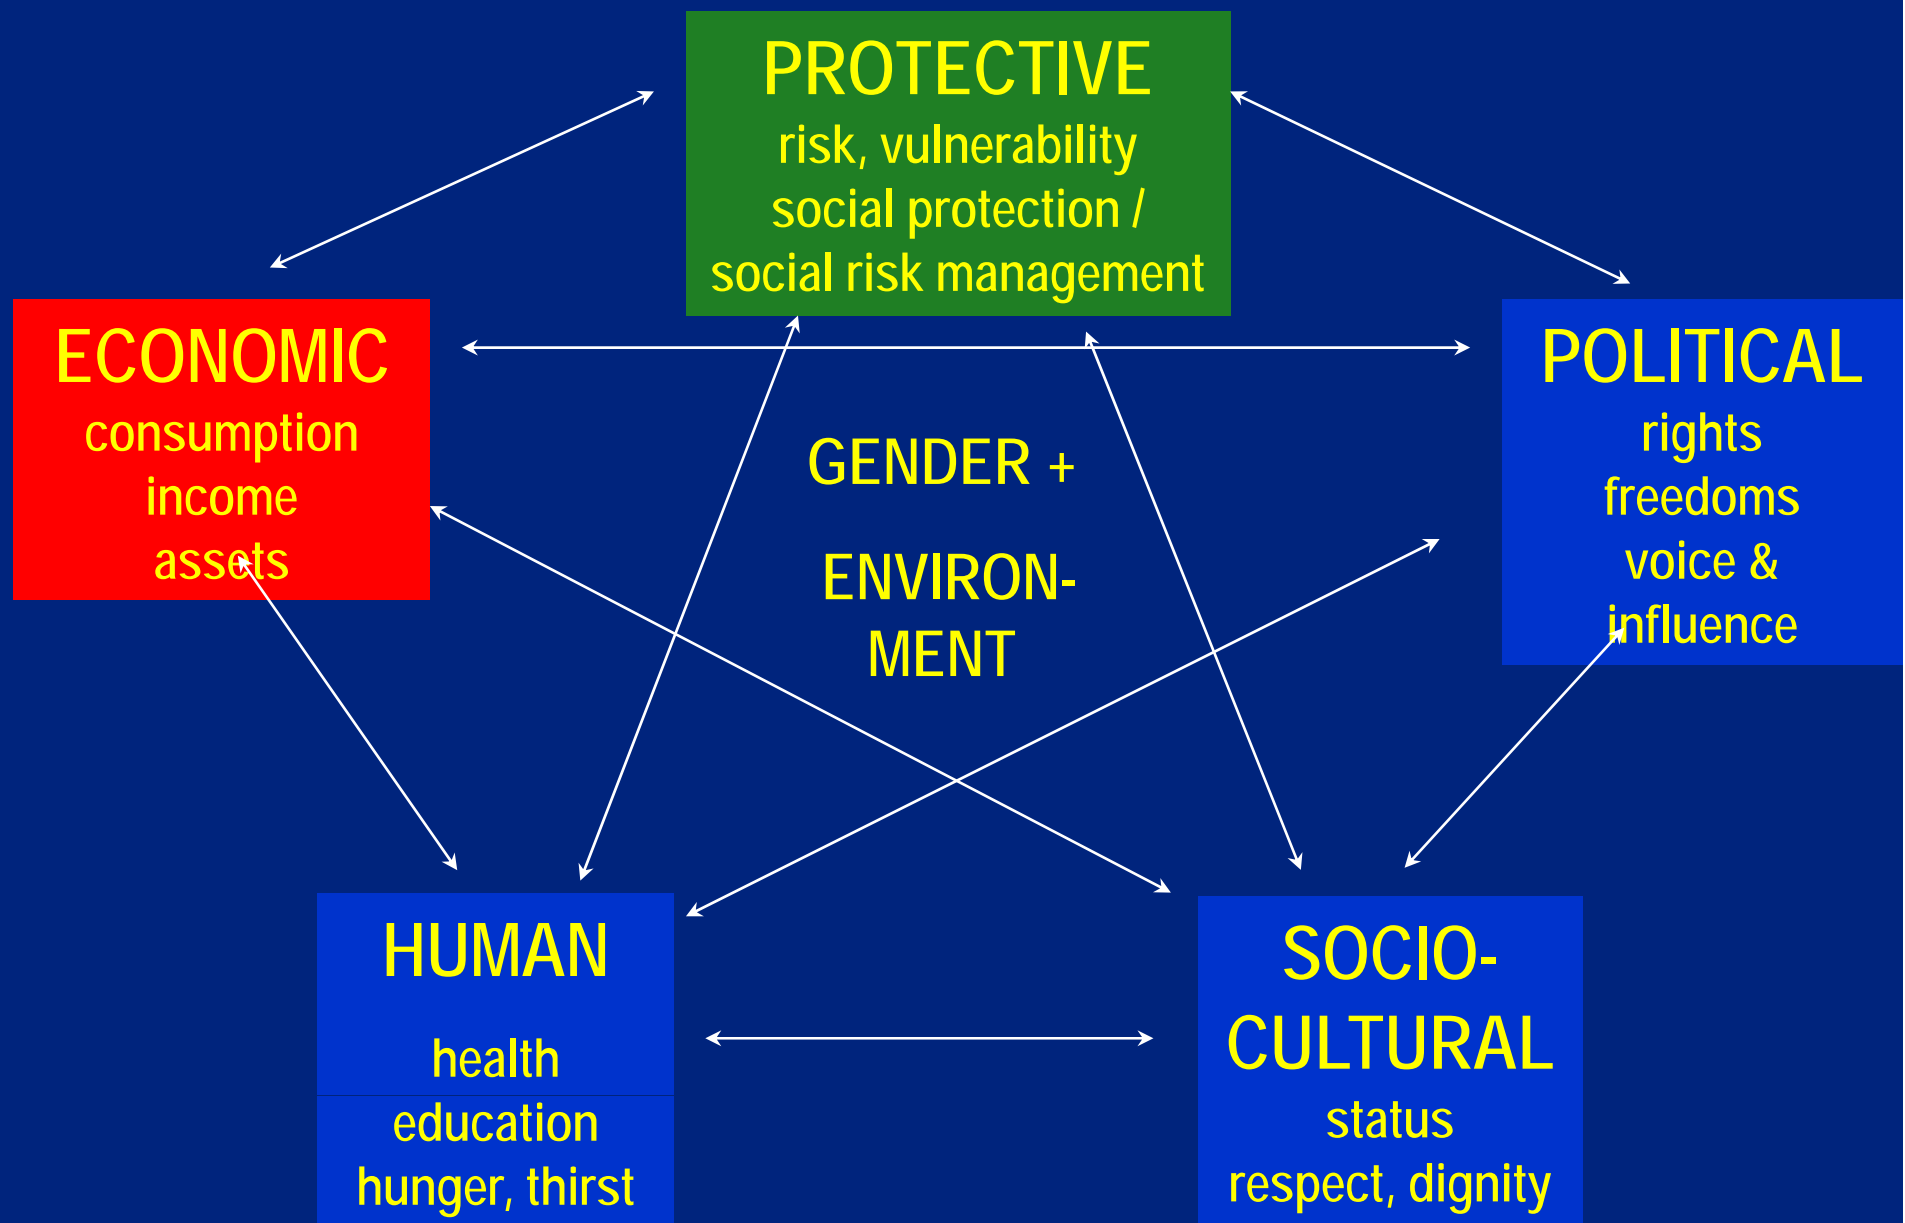 PROTECTIVE
risk, vulnerability
social protection /
social risk management
ECONOMIC
consumption
income
assets
POLITICAL
rights
freedoms
voice &
influence
GENDER +
ENVIRON-
MENT
HUMAN
health
education
hunger, thirst
SOCIO-
CULTURAL
status
respect, dignity